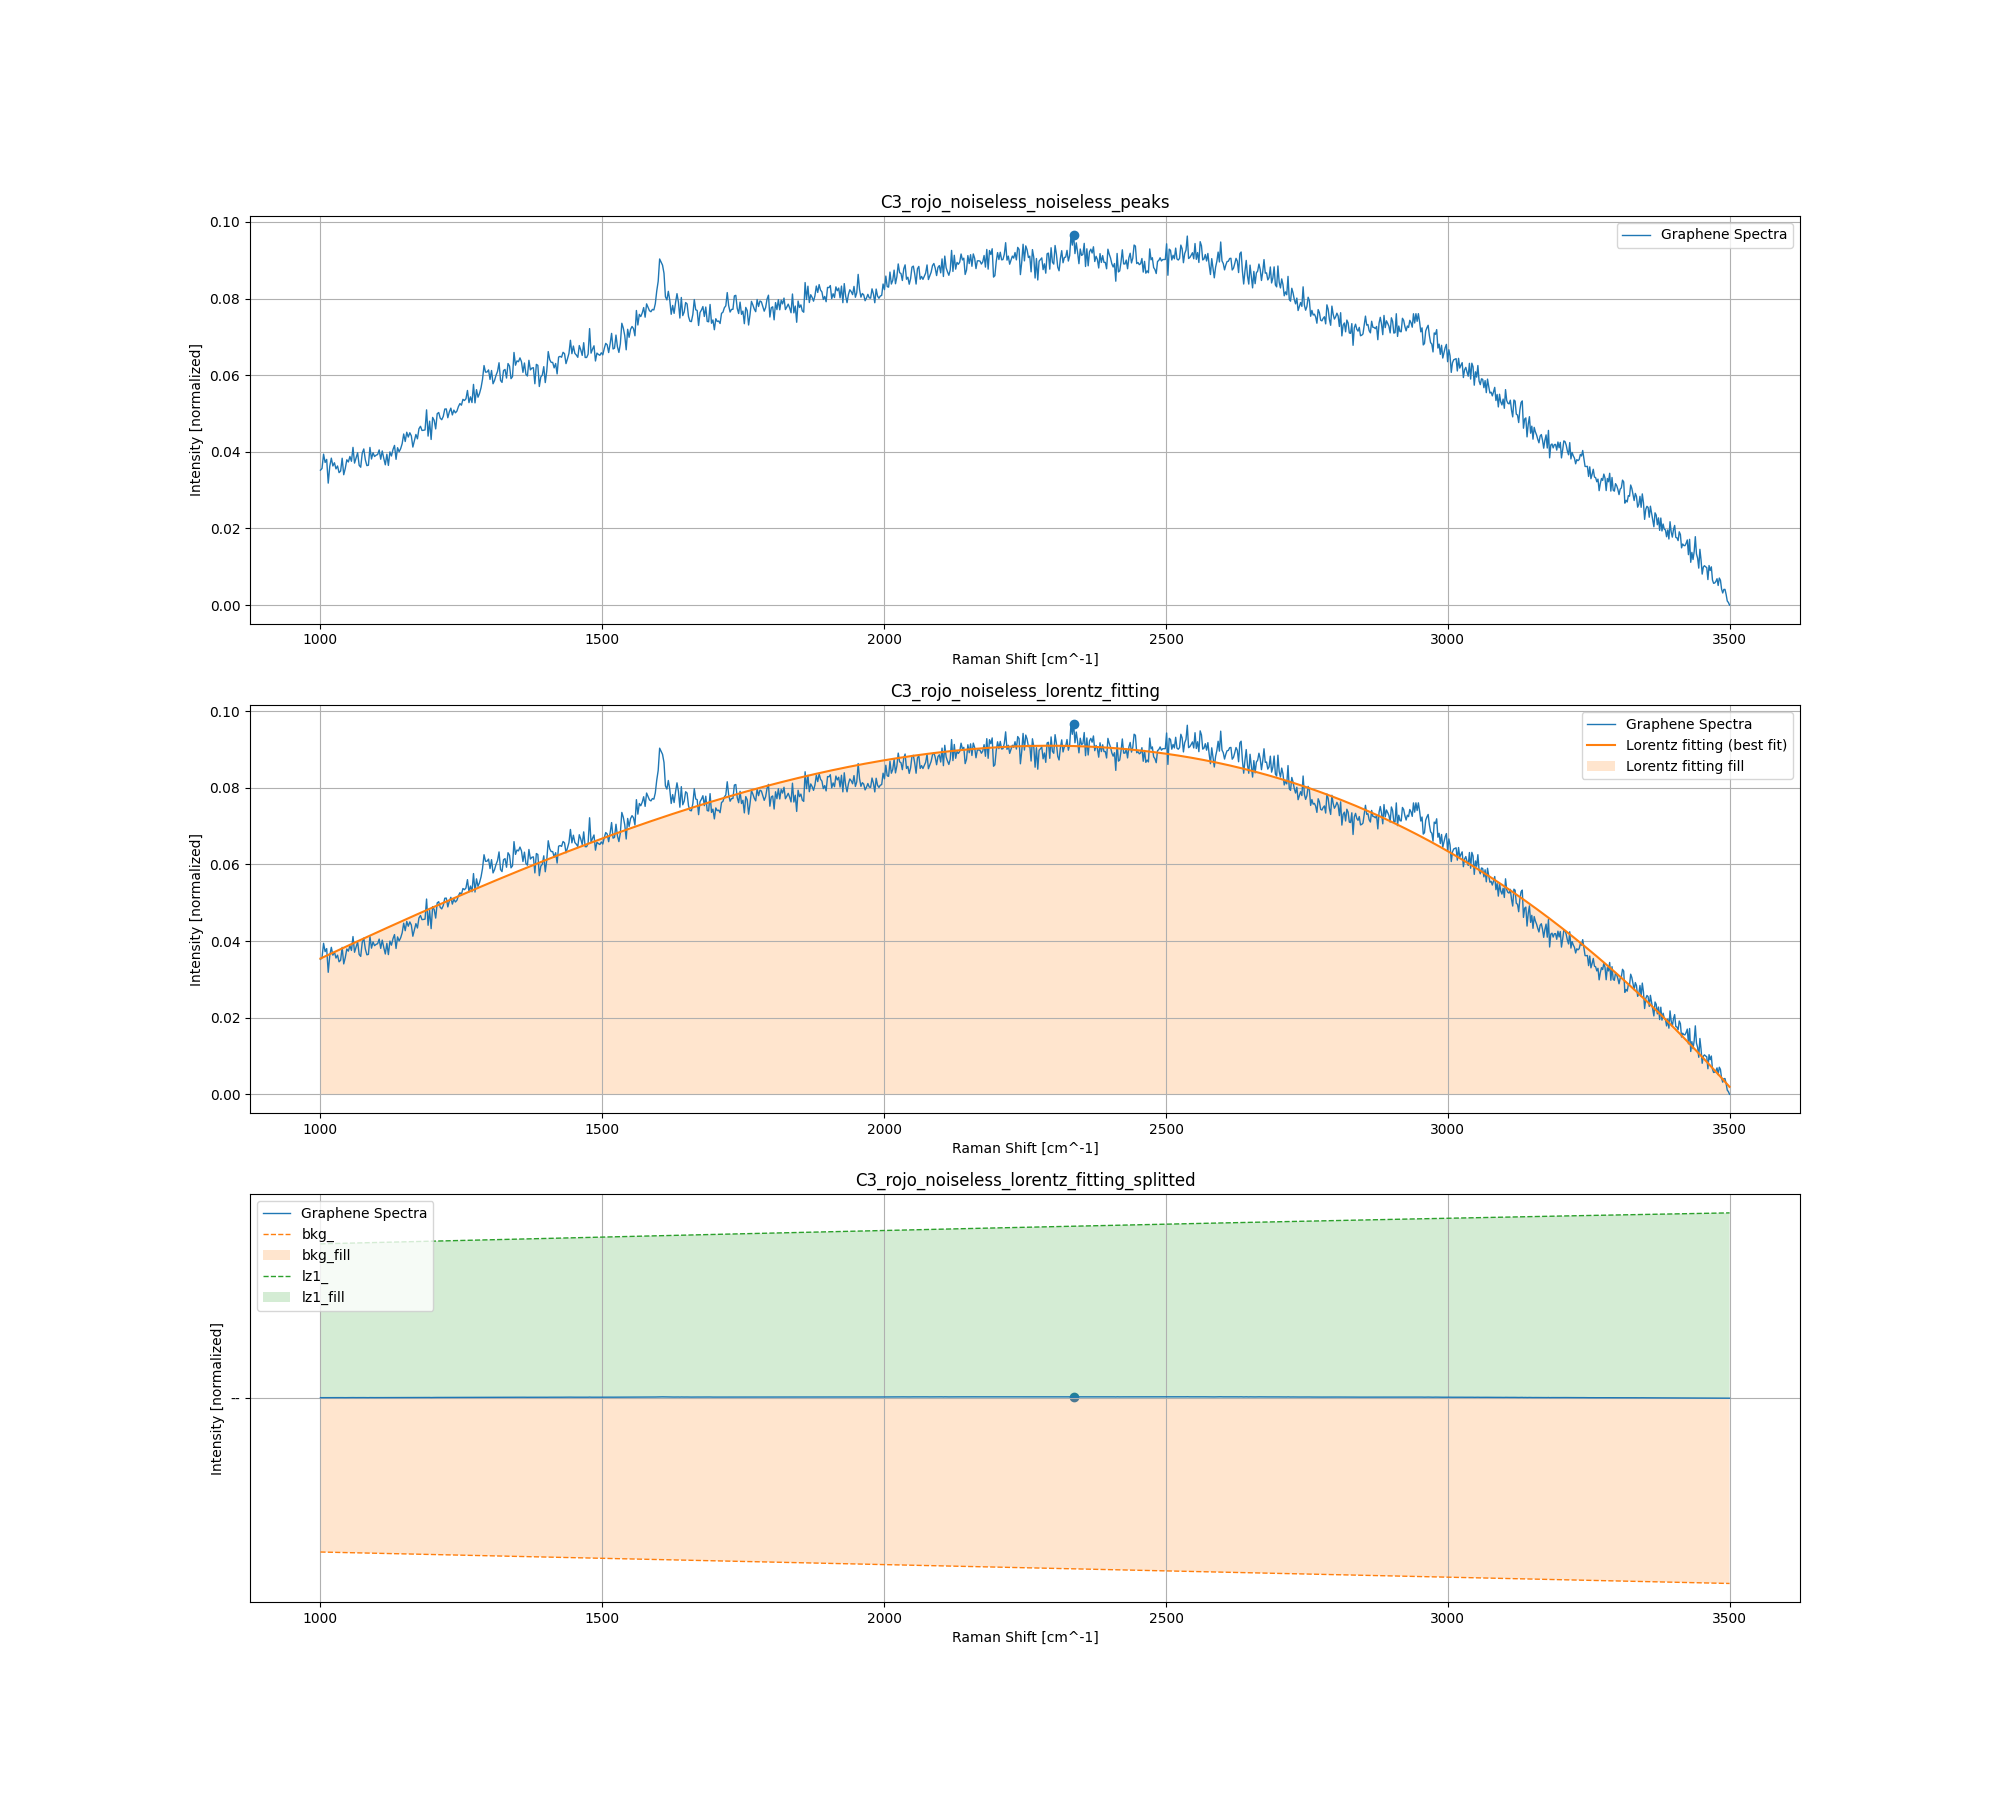 C3_rojo_noiseless_noiseless_peaks
Graphene Spectra
Intensity [normalized]
0.10
0.08
0.06
0.04
0.02
0.00
1000 1500 2000 2500 3000 3500
Raman Shift [cm^-1]
C3_rojo_noiseless_lorentz_fitting
Graphene Spectra
Lorentz fitting (best fit)
Lorentz fitting fill
Intensity [normalized]
0.10
0.08
0.06
0.04
0.02
0.00
1000 1500 2000 2500 3000 3500
Raman Shift [cm^-1]
C3_rojo_noiseless_lorentz_fitting_splitted
Graphene Spectra
bkg_
bkg_fill
lz1_
lz1_fill
Intensity [normalized]
--
1000 1500 2000 2500 3000 3500
Raman Shift [cm^-1]